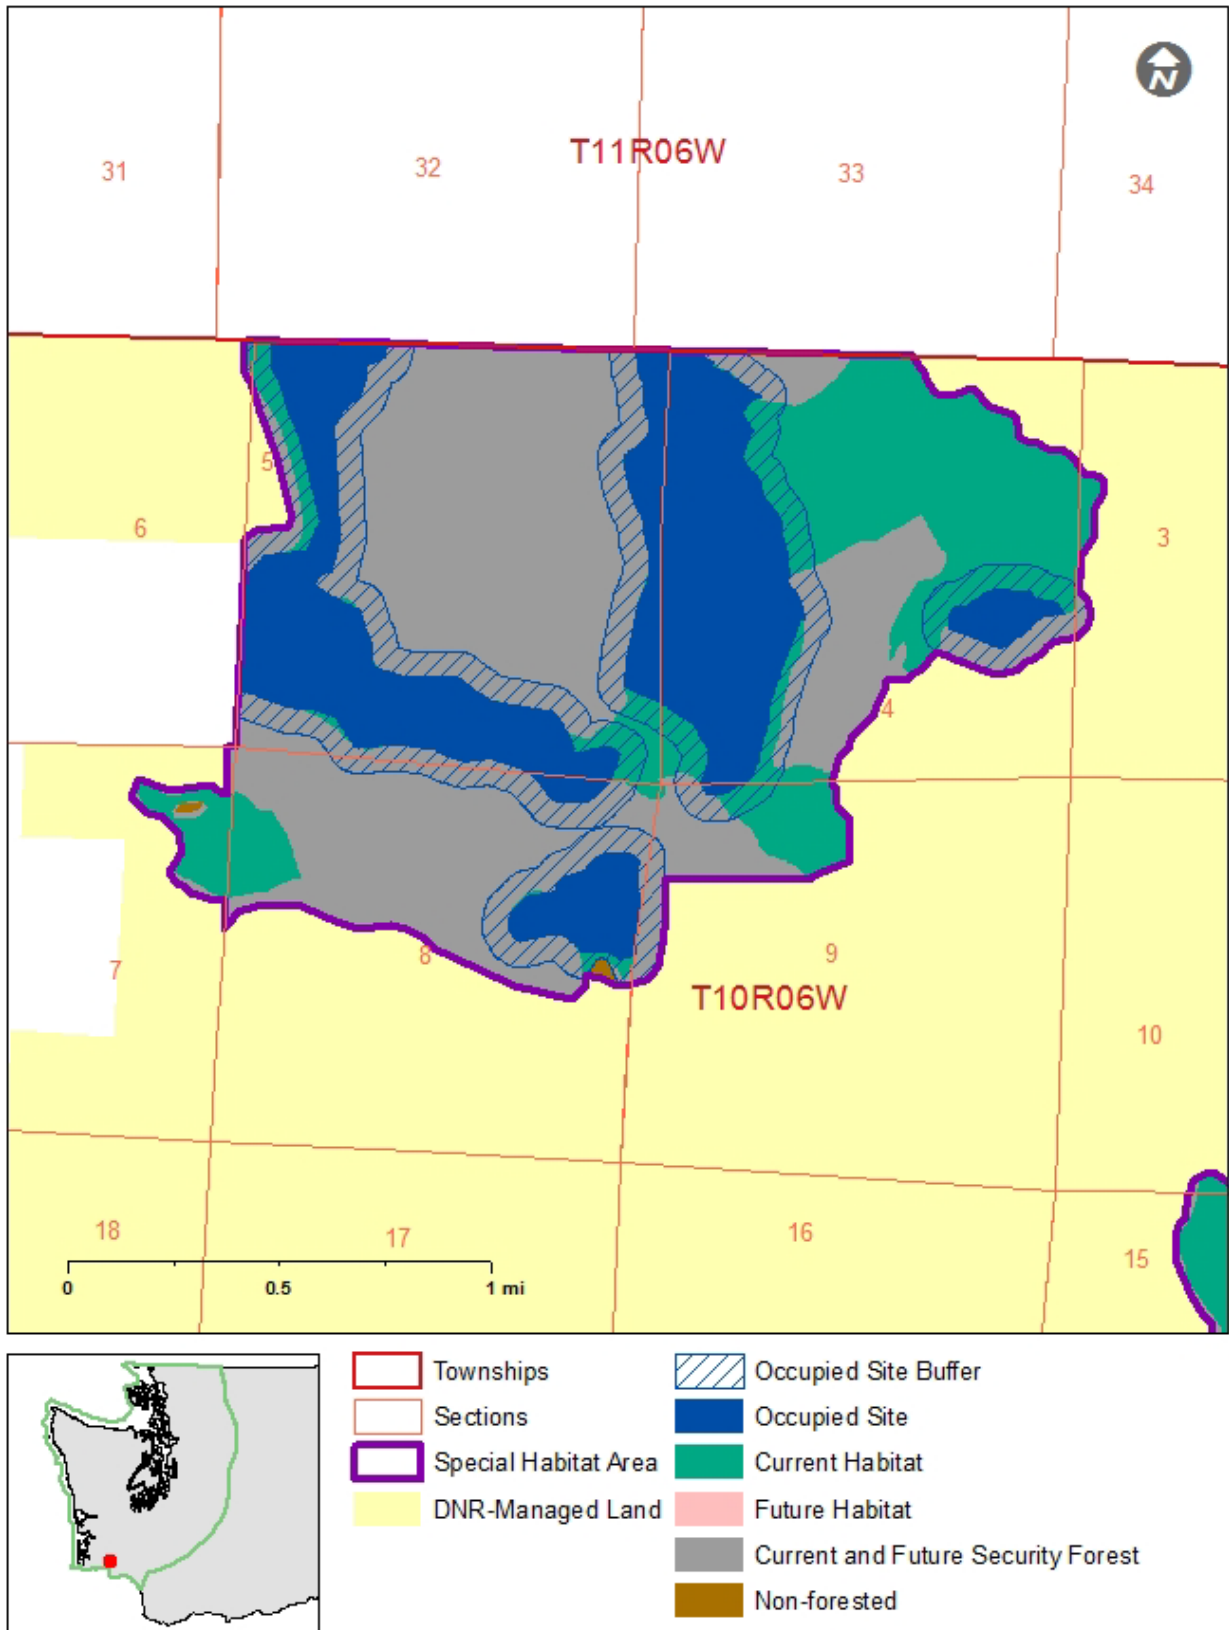 N
T11R06W
31
32
33
34
5
6
3
4
7
8
9
T10R06W
10
18
17
16
15
0
0.5
1 mi
Townships
Sections
Special Habitat Area
DNR-Managed Land
Occupied Site Buffer
Occupied Site
Current Habitat
Future Habitat
Current and Future Security Forest
Non-forested